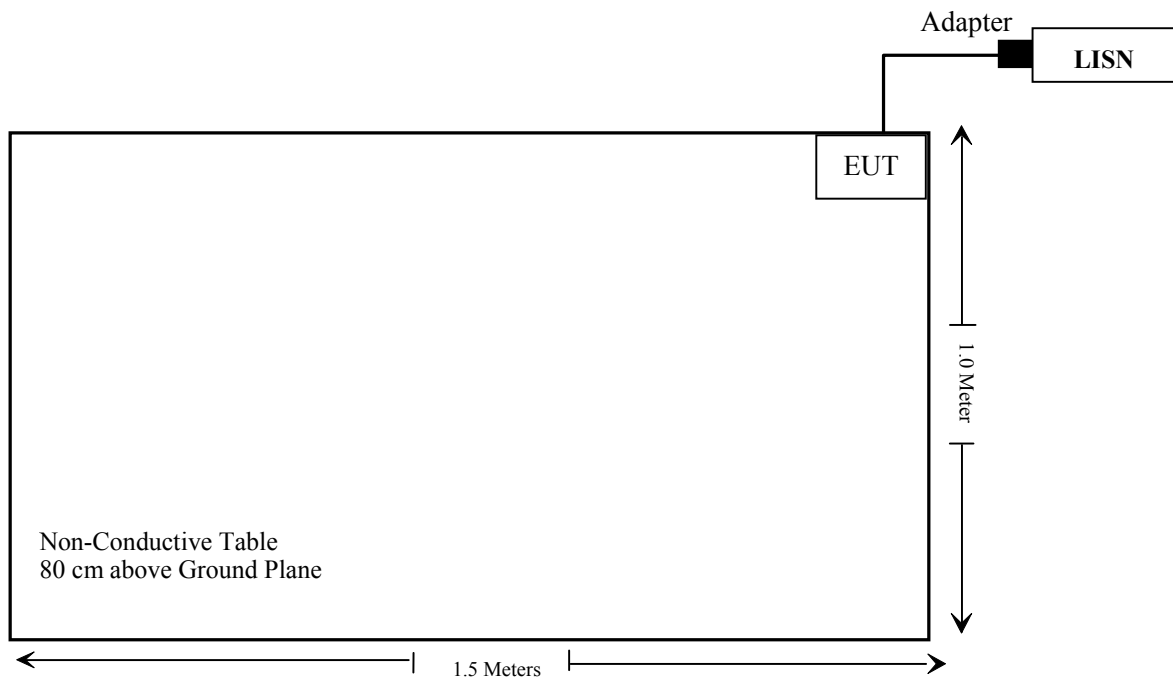 Adapter
LISN
EUT
1.0 Meter
Non-Conductive Table
80 cm above Ground Plane
1.5 Meters